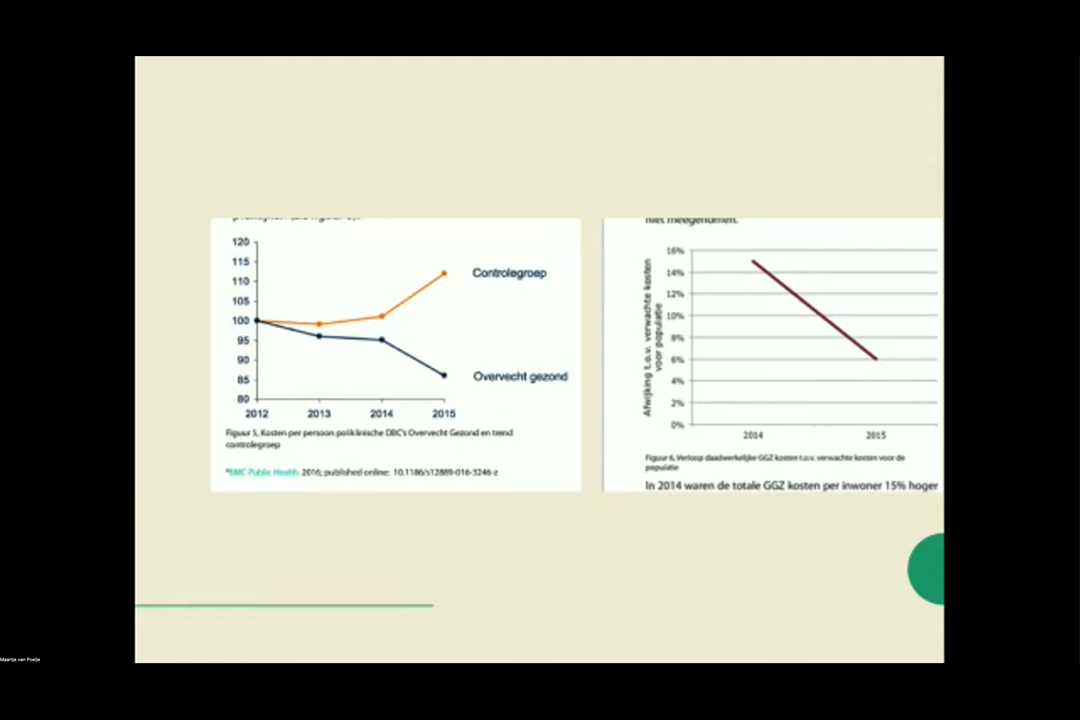 niet meegenomen.
120
115
110
105
100
95
90
85
80
Controlegroep
Overvecht gezond
2012 2013 2014 2015
Figuur 5, Kosten per persoon poliklinische DBC's Overvecht Gezond en trend
controlegroep
BMC Public Health 2016; published online: 10.1186/s12889-016-3246-z
Afwijking t.o.v. verwachte kosten
voor populatie
16%
14%
12%
10%
8%
6%
4%
2%
0%
2014 2015
Figuur 6, Verloop daadwerkelijke GGZ kosten t.o.v. verwachte kosten voor de
populatie
In 2014 waren de totale GGZ kosten per inwoner 15% hoger
Maartje van